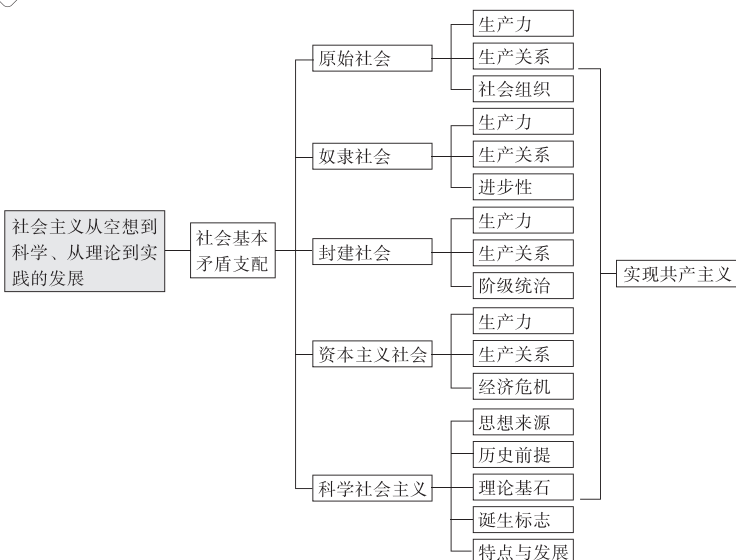 社会主义从空想到
科学、从理论到实
践的发展
社会基本
矛盾支配
原始社会
生产力
生产关系
社会组织
奴隶社会
生产力
生产关系
进步性
封建社会
生产力
生产关系
阶级统治
资本主义社会
生产力
生产关系
经济危机
科学社会主义
思想来源
历史前提
理论基石
诞生标志
特点与发展
实现共产主义